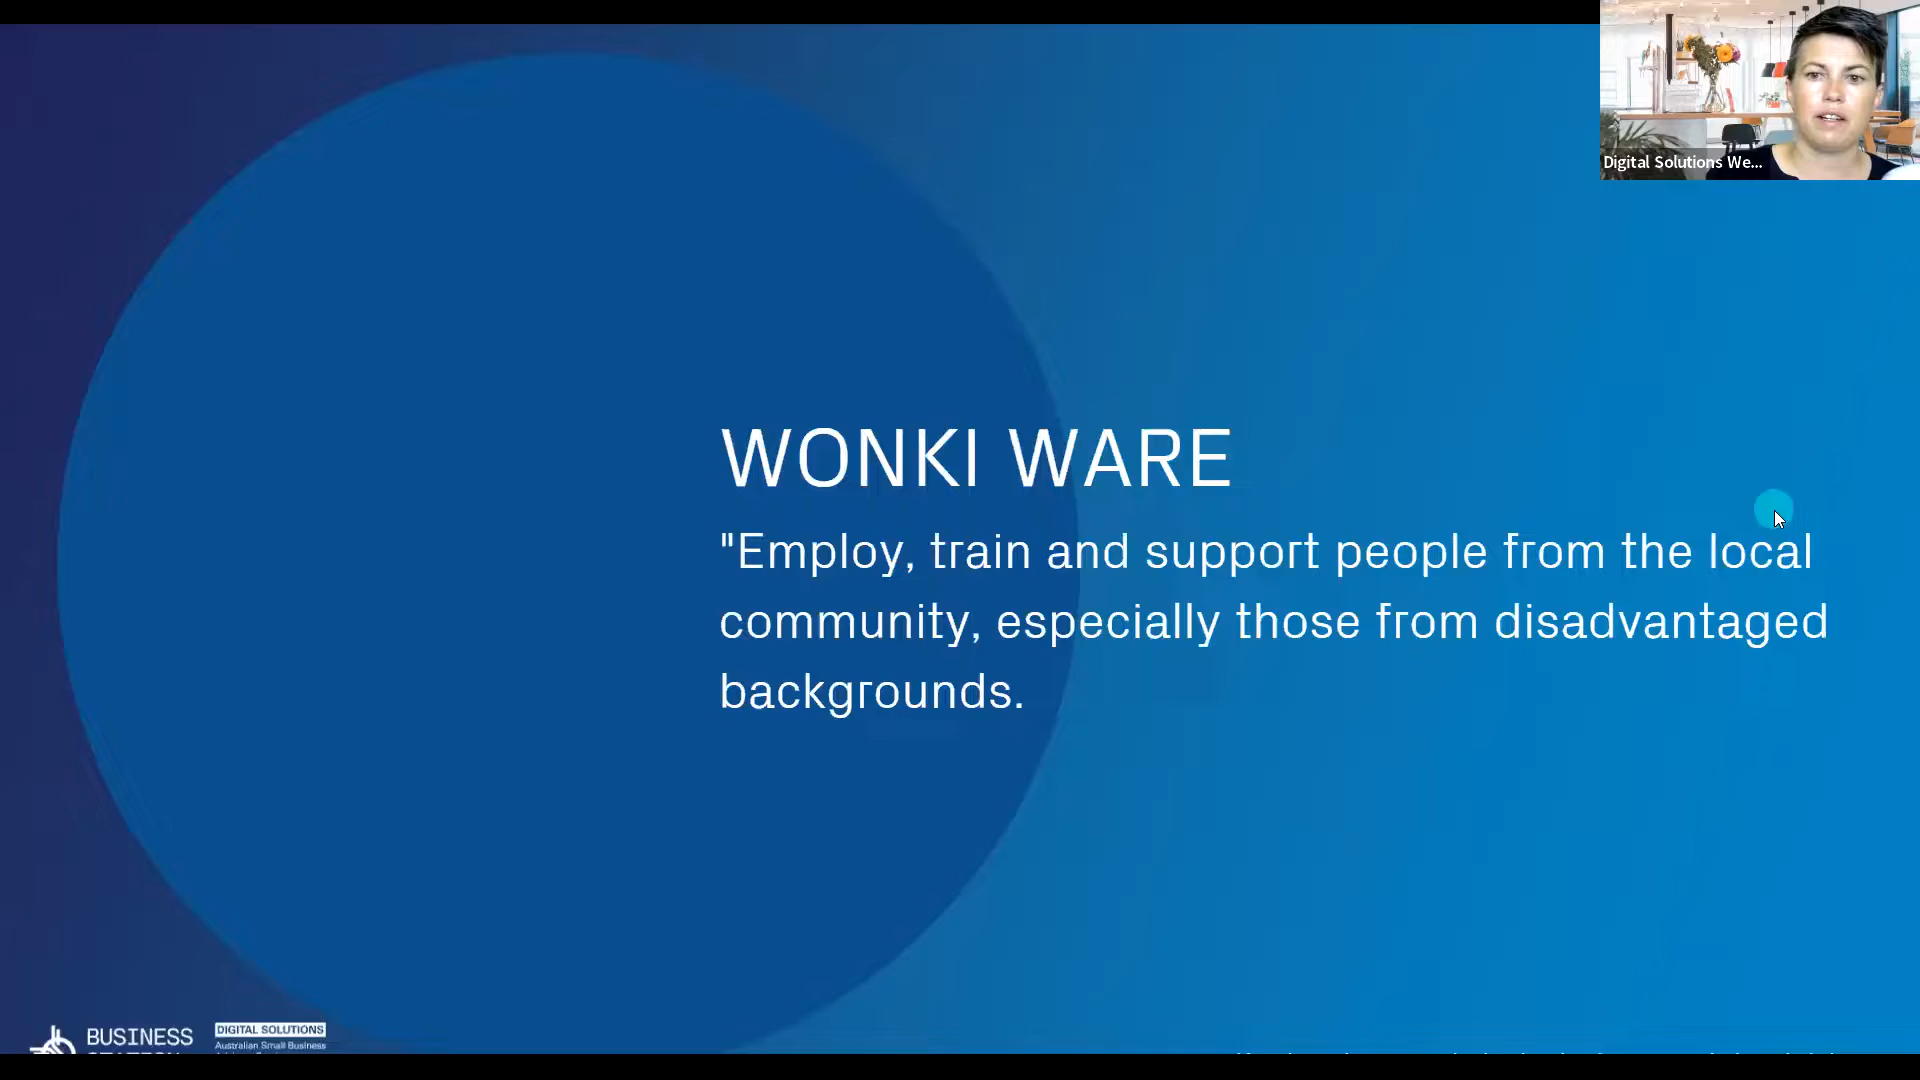 Digital Solutions We...
WONKI WARE
"Employ, train and support people from the local
community, especially those from disadvantaged
backgrounds.
BUSINESS
STATION
DIGITAL SOLUTIONS
Australian Small Business